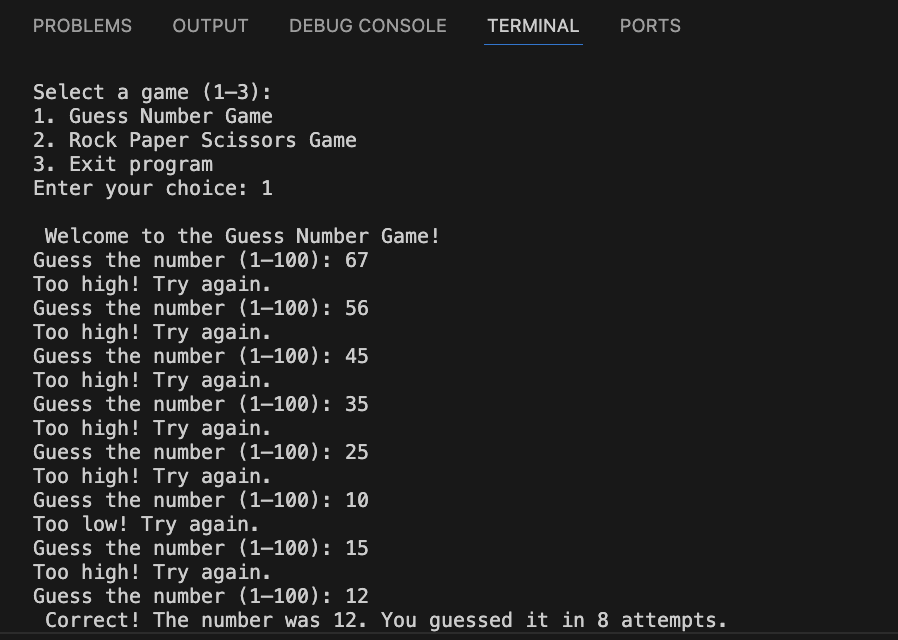 PROBLEMS OUTPUT DEBUG CONSOLE TERMINAL PORTS
Select a game (1–3):
1. Guess Number Game
2. Rock Paper Scissors Game
3. Exit program
Enter your choice: 1
Welcome to the Guess Number Game!
Guess the number (1–100): 67
Too high! Try again.
Guess the number (1–100): 56
Too high! Try again.
Guess the number (1–100): 45
Too high! Try again.
Guess the number (1–100): 35
Too high! Try again.
Guess the number (1–100): 25
Too high! Try again.
Guess the number (1–100): 10
Too low! Try again.
Guess the number (1–100): 15
Too high! Try again.
Guess the number (1–100): 12
Correct! The number was 12. You guessed it in 8 attempts.